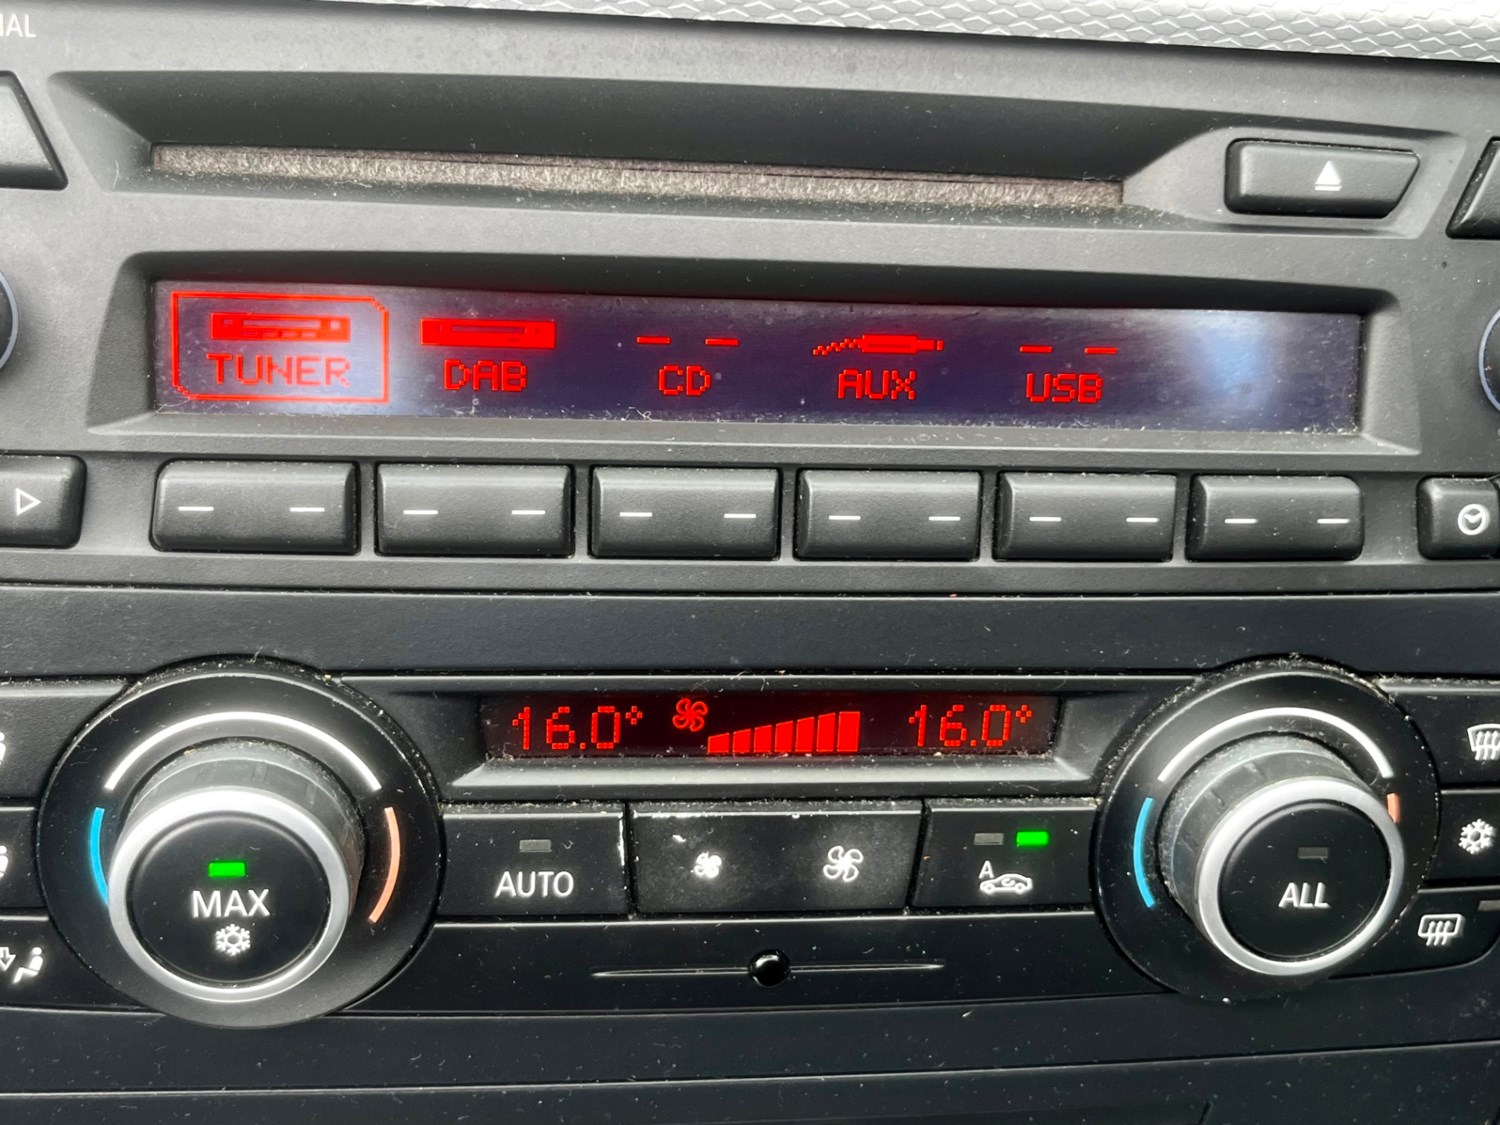 TUNER DAB CD AUX USB
16.0° 16.0°
AUTO
MAX
A
ALL